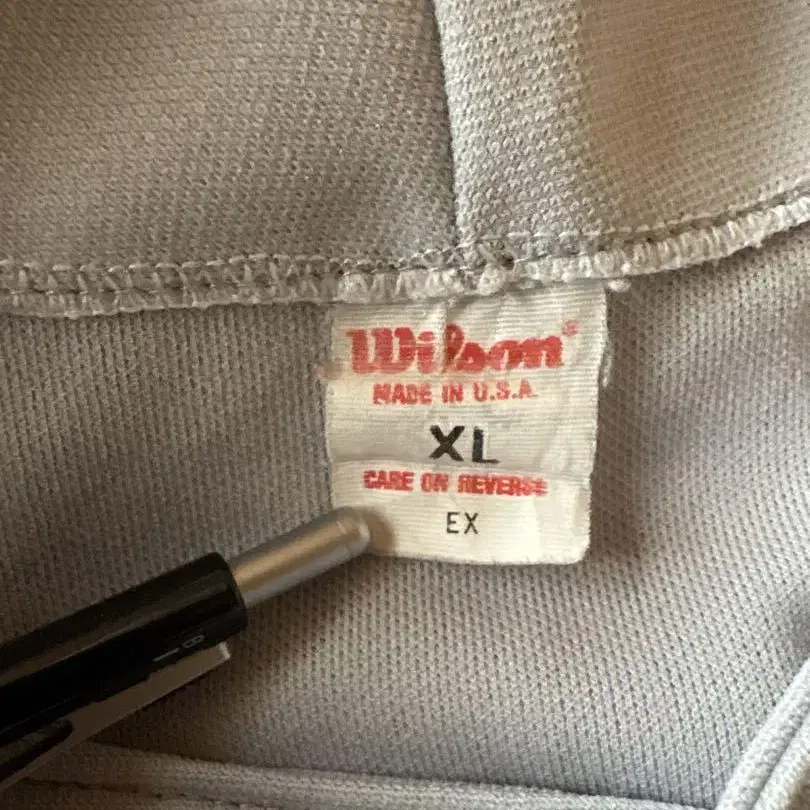 Wilson®
MADE IN U.S.A.
XL
CARE ON REVERSE
EX